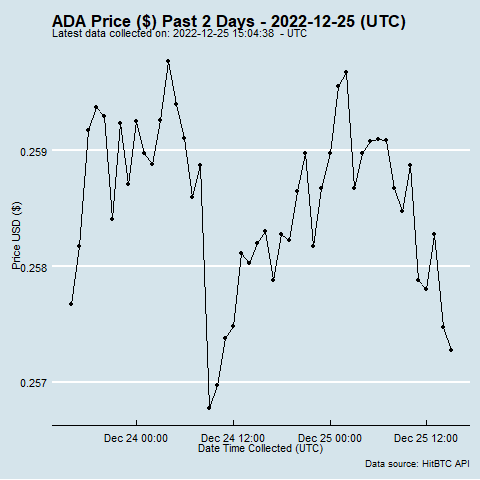 ADA Price ($) Past 2 Days - 2022-12-25 (UTC)
Latest data collected on: 2022-12-25 15:04:38 - UTC
Price USD ($)
0.259
0.258
0.257
Dec 24 00:00 Dec 24 12:00 Dec 25 00:00 Dec 25 12:00
Date Time Collected (UTC)
Data source: HitBTC API